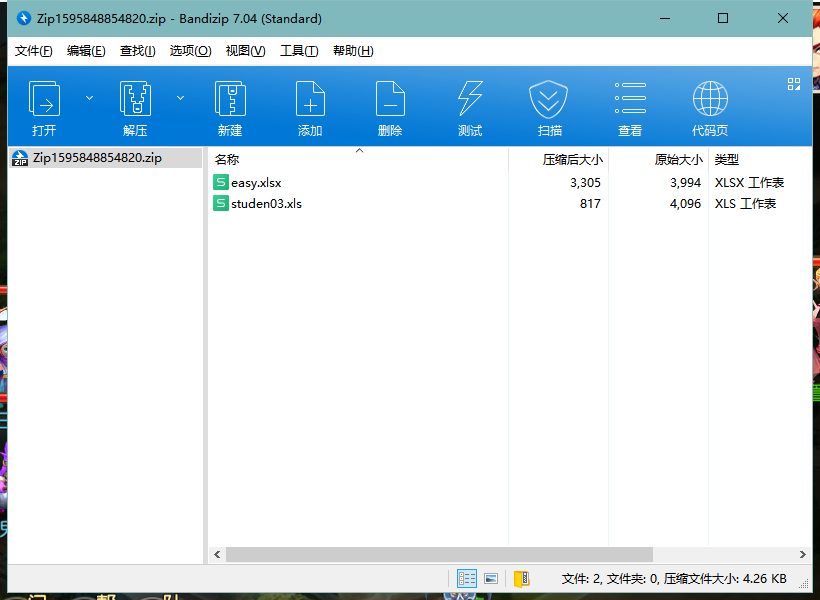 Zip1595848854820.zip - Bandizip 7.04 (Standard)
文件(F) 编辑(E) 查找(I) 选项(O) 视图(V) 工具(T) 帮助(H)
打开 解压 新建 添加 删除 测试 扫描 查看 代码页
ZIP Zip1595848854820.zip
名称 压缩后大小 原始大小 类型
S easy.xlsx 3,305 3,994 XLSX 工作表
S studen03.xls 817 4,096 XLS 工作表
文件: 2, 文件夹: 0, 压缩文件大小: 4.26 KB